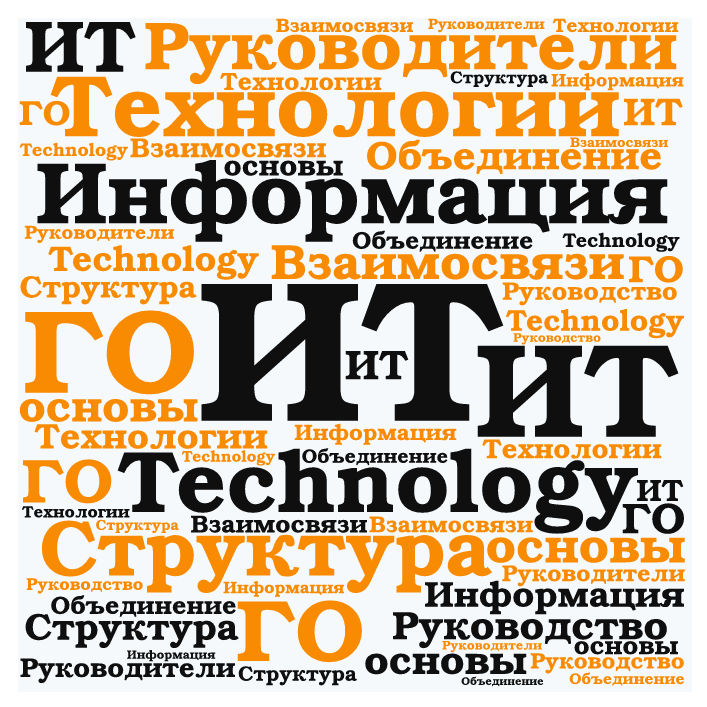 Взаимосвязи Руководители Технологии
ИТ Руководители
Технологии Структура Информация
ГО Технологии ИТ
Technology Взаимосвязи Объединение Взаимосвязи
основы
Информация
Руководители Объединение Technology
Technology Взаимосвязи ГО
Структура ИТ Руководство
ГО Technology
Руководство
ИТ ИТ
основы
Технологии Информация Технологии
Technology Объединение
ГО Technology ИТ
Технологии ГО
Структура Взаимосвязи Взаимосвязи
Структура основы
Руководители
Руководство Информация Информация
Объединение ГО
Структура Руководство
Информация Руководители основы
Руководители Структура основы Руководство
Объединение Объединение